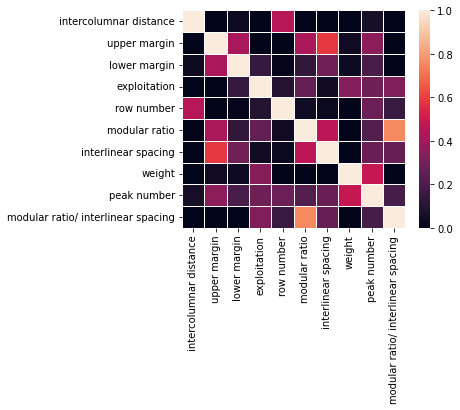 intercolumnar distance
upper margin
lower margin
exploitation
row number
modular ratio
interlinear spacing
weight
peak number
modular ratio/ interlinear spacing
intercolumnar distance
upper margin
lower margin
exploitation
row number
modular ratio
interlinear spacing
weight
peak number
modular ratio/ interlinear spacing
1.0
0.8
0.6
0.4
0.2
0.0